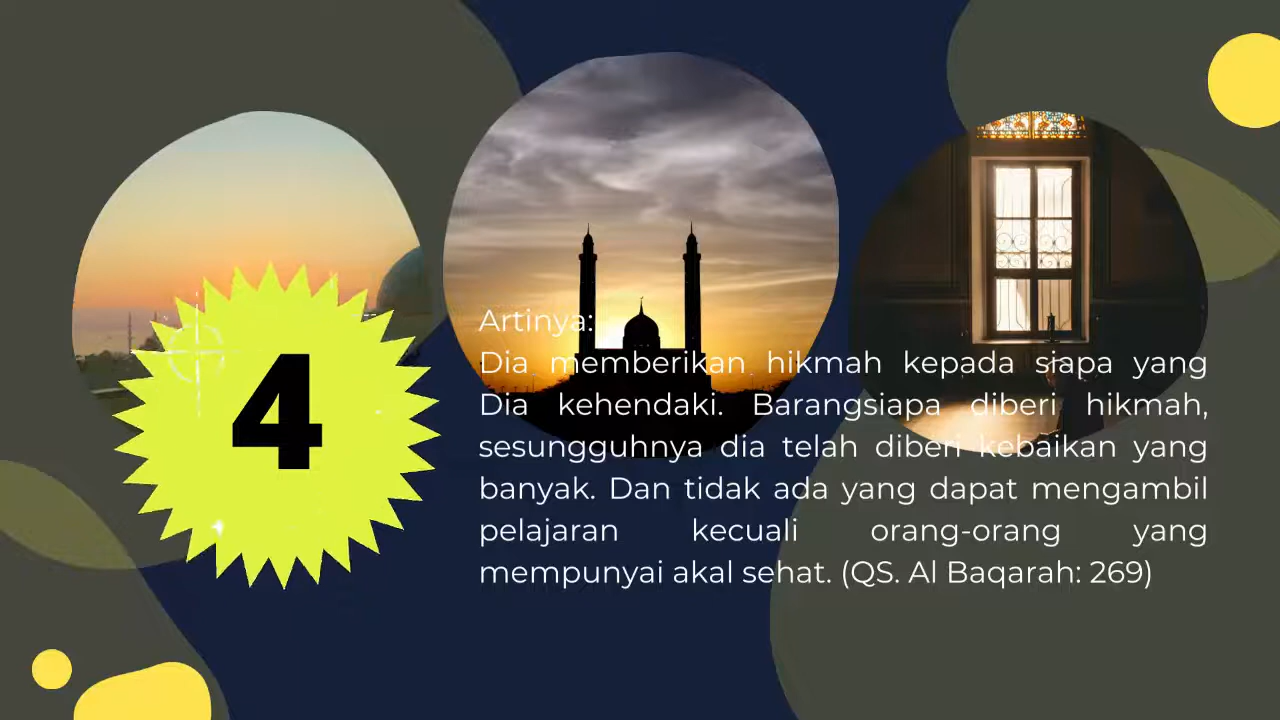 4
Artinya:
Dia memberikan hikmah kepada siapa yang
Dia kehendaki. Barangsiapa diberi hikmah,
sesungguhnya dia telah diberi kebaikan yang
banyak. Dan tidak ada yang dapat mengambil
pelajaran kecuali orang-orang yang
mempunyai akal sehat. (QS. Al Baqarah: 269)